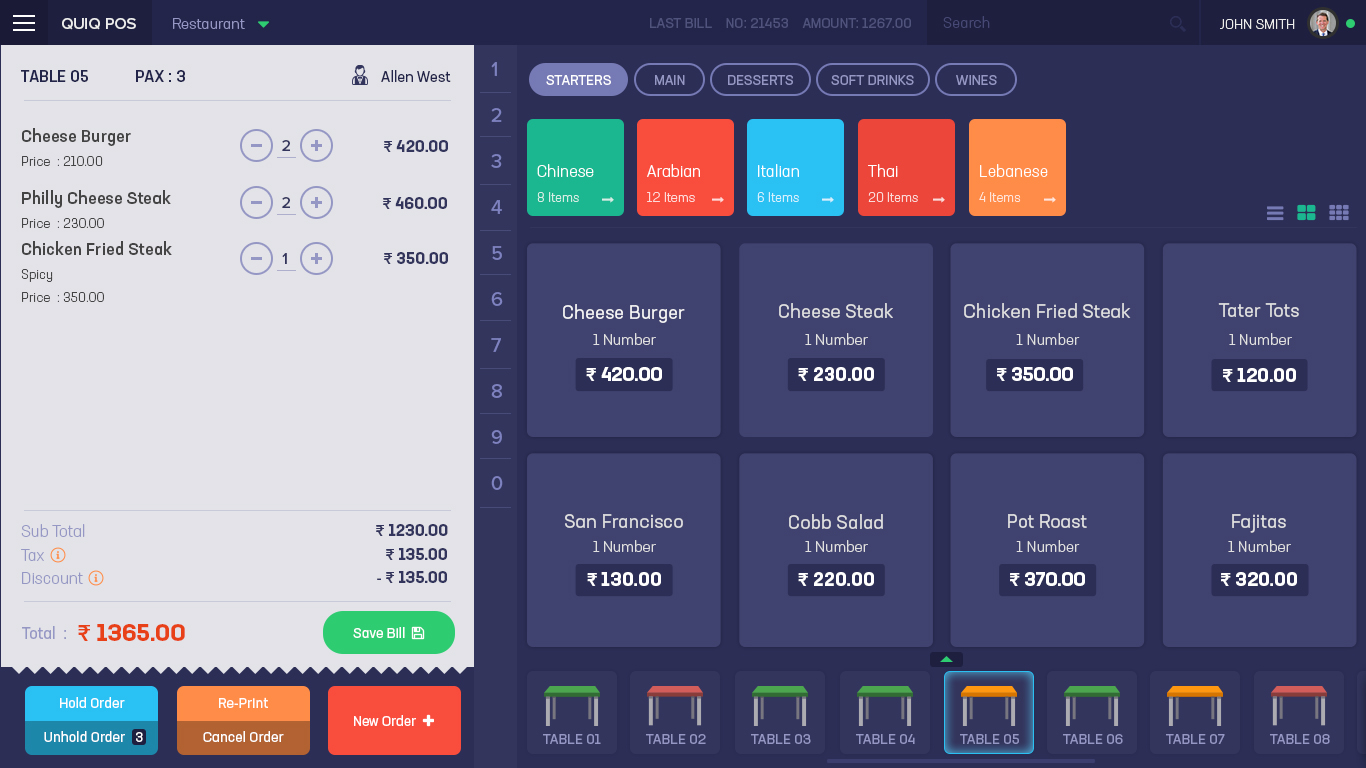 QUIQ POS
Restaurant
LAST BILL NO: 21453 AMOUNT: 1267.00
Search
JOHN SMITH
TABLE 05 PAX : 3 Allen West
Cheese Burger
Price : 210.00
2
₹ 420.00
Philly Cheese Steak
Price : 230.00
2
₹ 460.00
Chicken Fried Steak
Spicy
Price : 350.00
1
₹ 350.00
Sub Total ₹ 1230.00
Tax ₹ 135.00
Discount - ₹ 135.00
Total : ₹ 1365.00
Save Bill
Hold Order
Unhold Order 3
Re-Print
Cancel Order
New Order +
1
2
3
4
5
6
7
8
9
0
STARTERS MAIN DESSERTS SOFT DRINKS WINES
Chinese
8 Items
Arabian
12 Items
Italian
6 Items
Thai
20 Items
Lebanese
4 Items
Cheese Burger
1 Number
₹ 420.00
Cheese Steak
1 Number
₹ 230.00
Chicken Fried Steak
1 Number
₹ 350.00
Tater Tots
1 Number
₹ 120.00
San Francisco
1 Number
₹ 130.00
Cobb Salad
1 Number
₹ 220.00
Pot Roast
1 Number
₹ 370.00
Fajitas
1 Number
₹ 320.00
TABLE 01 TABLE 02 TABLE 03 TABLE 04 TABLE 05 TABLE 06 TABLE 07 TABLE 08